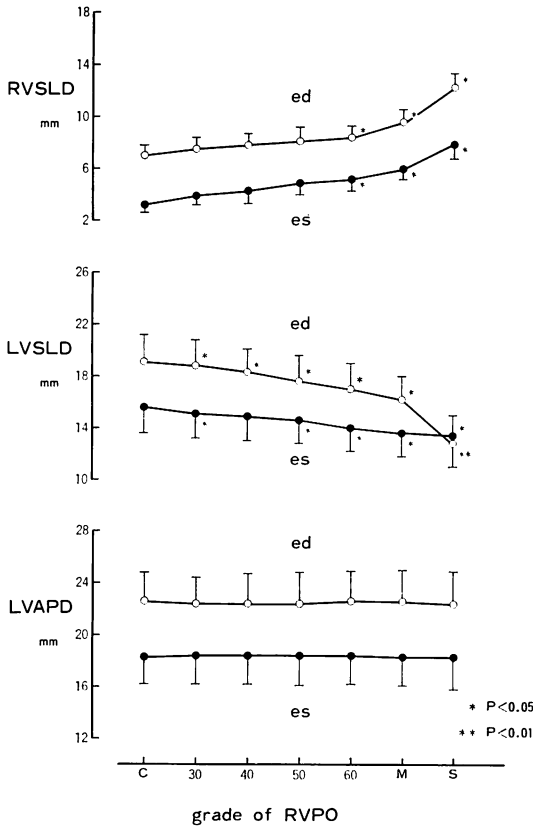 18
14
RVSLD
ed
10
mm
*
*
*
6
*
*
*
2
es
26
22
ed
LVSLD
*
*
*
*
18
*
mm
14
*
*
*
*
*
**
10
es
28
ed
24
LVAPD
20
mm
16
es
* P<0.05
** P<0.01
12
C 30 40 50 60 M S
grade of RVPO